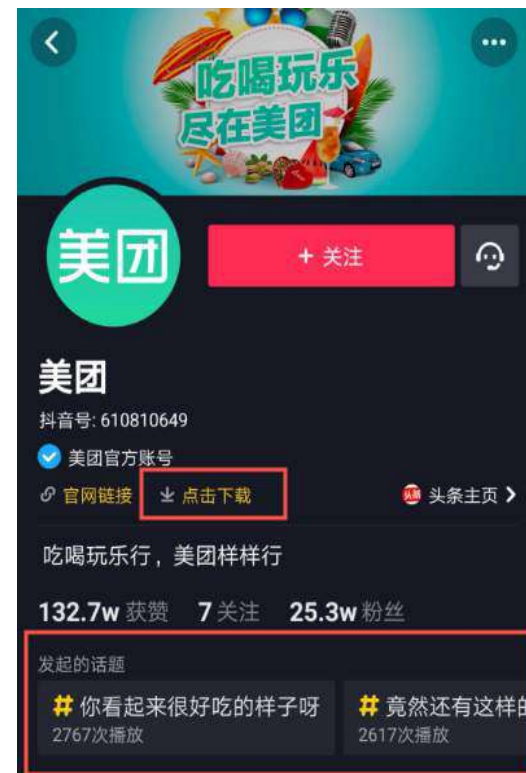 吃喝玩乐
尽在美团
美团
+ 关注
美团
抖音号: 610810649
美团官方账号
官网链接 点击下载 头条 头条主页
吃喝玩乐行，美团样样行
132.7w 获赞 7 关注 25.3w 粉丝
发起的话题
# 你看起来很好吃的样子呀 # 竟然还有这样的
2767次播放 2617次播放